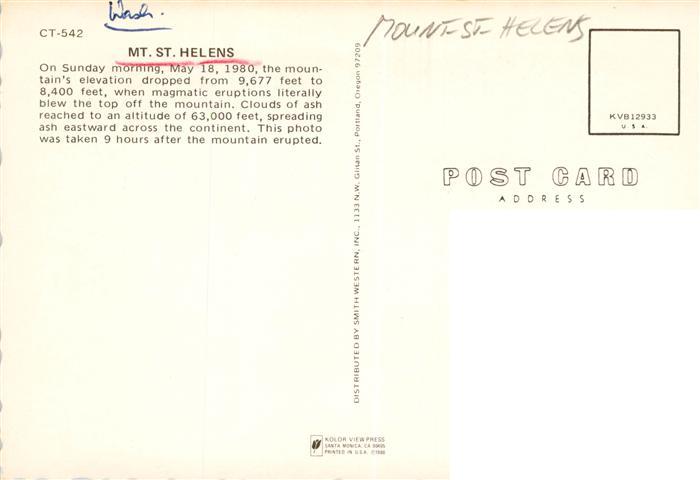 Wash.
CT-542
MT. ST. HELENS
On Sunday morning, May 18, 1980, the moun-
tain's elevation dropped from 9,677 feet to
8,400 feet, when magmatic eruptions literally
blew the top off the mountain. Clouds of ash
reached to an altitude of 63,000 feet, spreading
ash eastward across the continent. This photo
was taken 9 hours after the mountain erupted.
DISTRIBUTED BY SMITH WESTERN, INC., 1133 N.W. Glisan St., Portland, Oregon 97209
KOLOR VIEW PRESS
SANTA MONICA, CA 90405
PRINTED IN U.S.A. ©1980
MOUNT-ST-HELENS
KVB12933
U.S.A.
POST CARD
ADDRESS